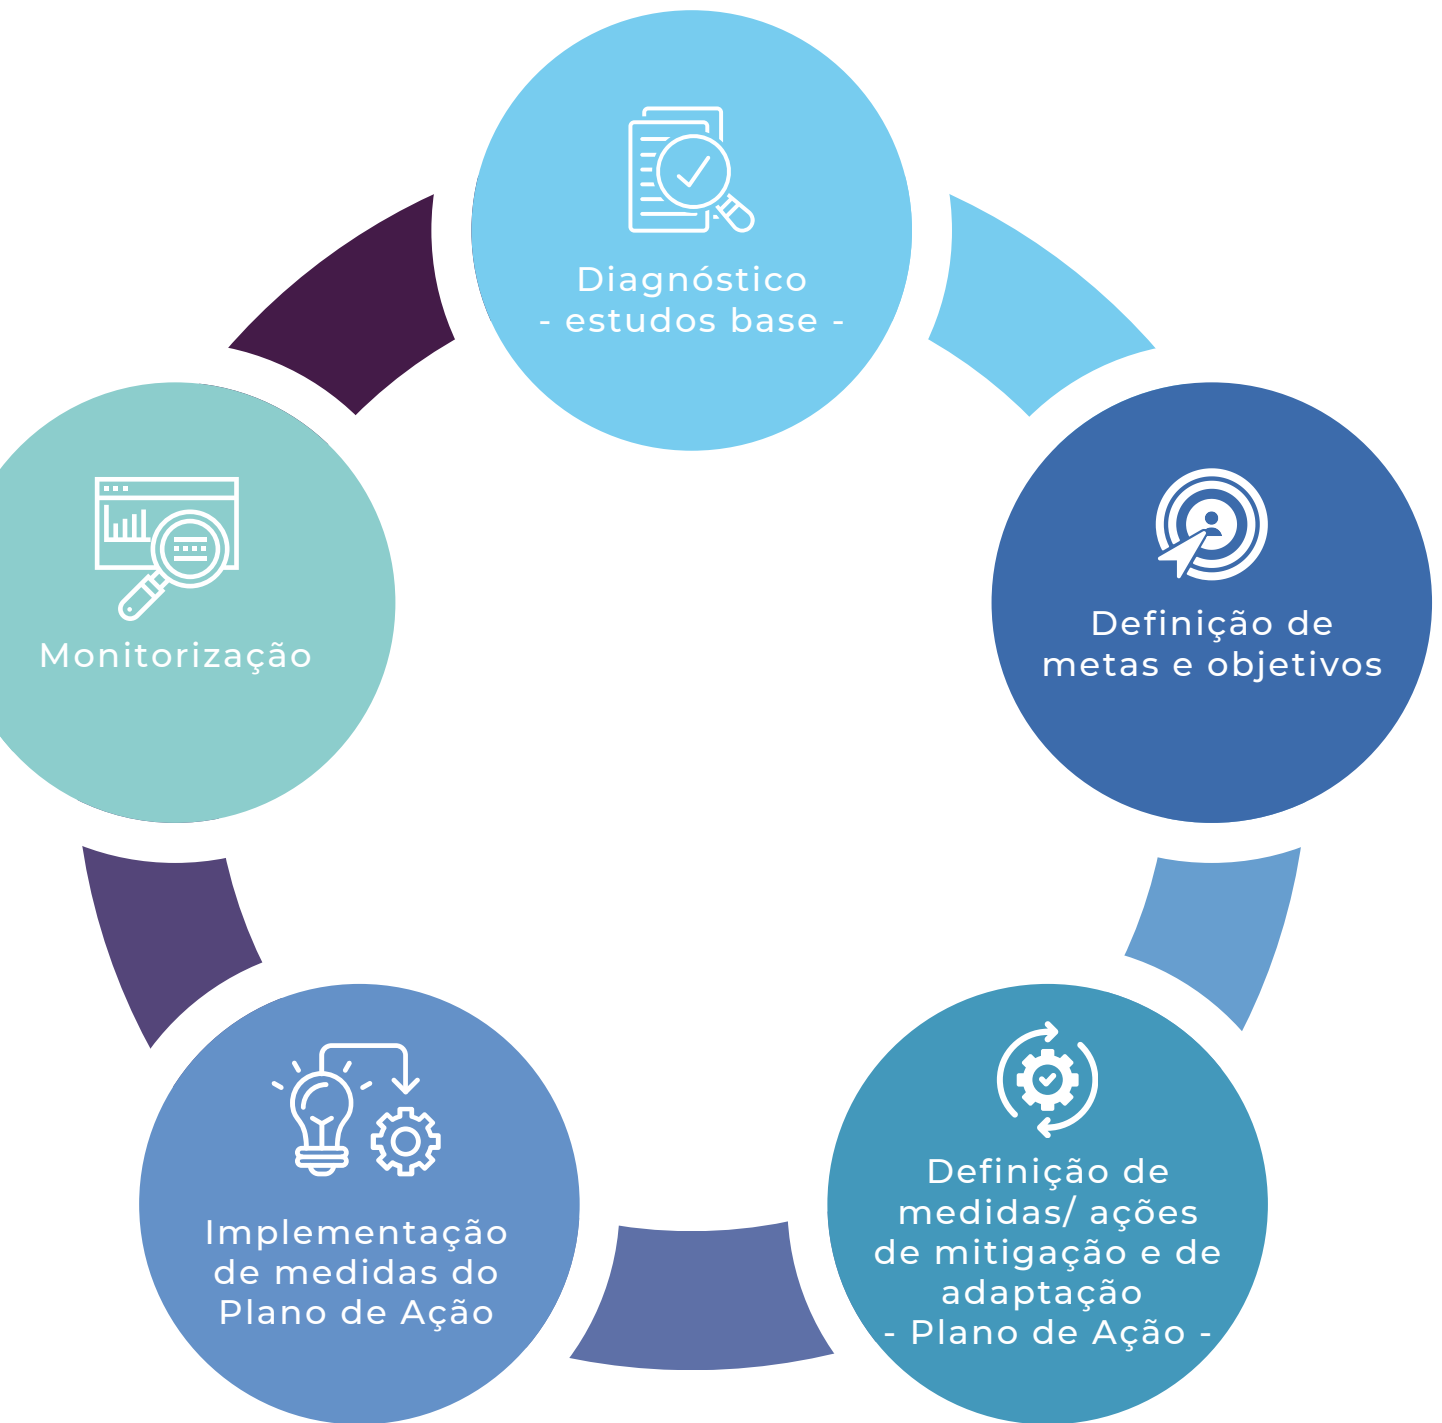 Diagnóstico
- estudos base -
Definição de
metas e objetivos
Definição de
medidas/ ações
de mitigação e de
adaptação
- Plano de Ação -
Implementação
de medidas do
Plano de Ação
Monitorização